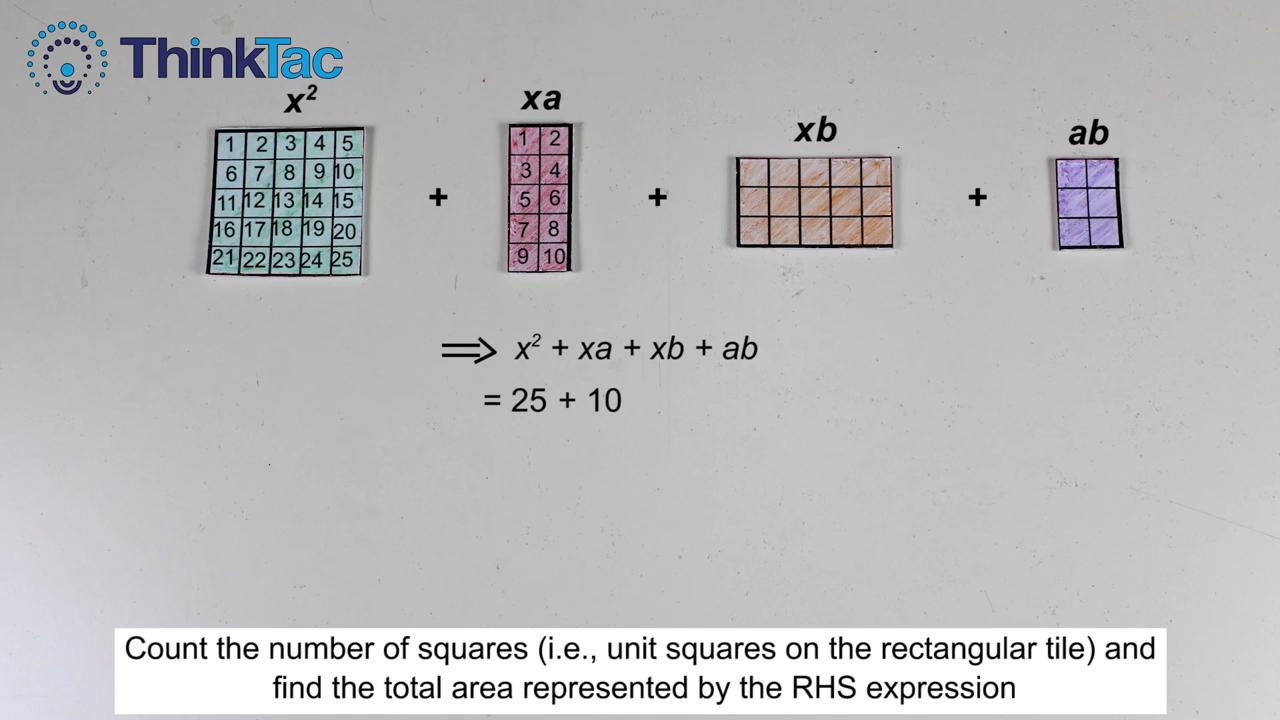 ThinkTac
x² xa xb ab
1 2 3 4 5
6 7 8 9 10
11 12 13 14 15
16 17 18 19 20
21 22 23 24 25
+
1 2
3 4
5 6
7 8
9 10
+
+
⟹ x² + xa + xb + ab
= 25 + 10
Count the number of squares (i.e., unit squares on the rectangular tile) and
find the total area represented by the RHS expression